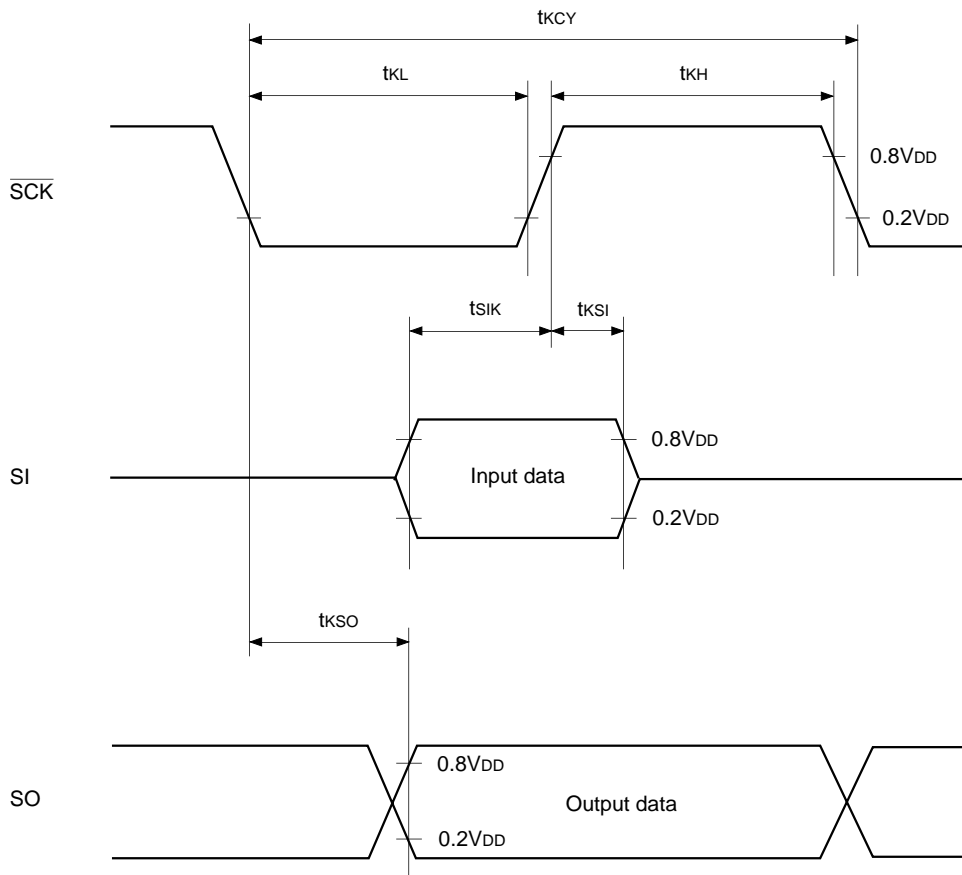 tKCY
tKL
tKH
0.8VDD
SCK
0.2VDD
tSIK
tKSI
0.8VDD
SI
Input data
0.2VDD
tKSO
0.8VDD
SO
Output data
0.2VDD